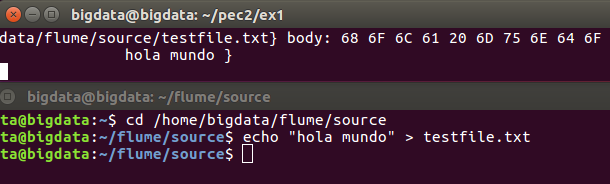 bigdata@bigdata: ~/pec2/ex1
data/flume/source/testfile.txt} body: 68 6F 6C 61 20 6D 75 6E 64 6F
hola mundo }
bigdata@bigdata: ~/flume/source
ta@bigdata:~$ cd /home/bigdata/flume/source
ta@bigdata:~/flume/source$ echo "hola mundo" > testfile.txt
ta@bigdata:~/flume/source$